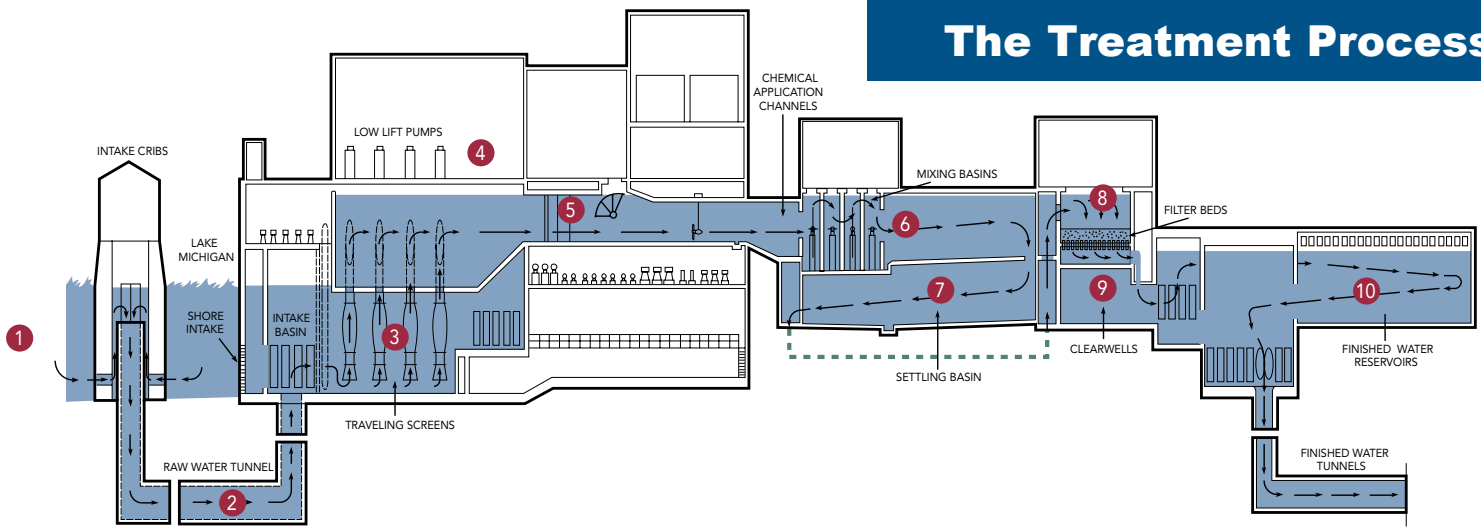 The Treatment Process
CHEMICAL
APPLICATION
CHANNELS
LOW LIFT PUMPS
4
INTAKE CRIBS
MIXING BASINS
8
FILTER BEDS
5
6
LAKE
MICHIGAN
1
SHORE
INTAKE
INTAKE
BASIN
3
7
9
10
CLEARWELLS
FINISHED WATER
RESERVOIRS
SETTLING BASIN
TRAVELING SCREENS
RAW WATER TUNNEL
2
FINISHED WATER
TUNNELS